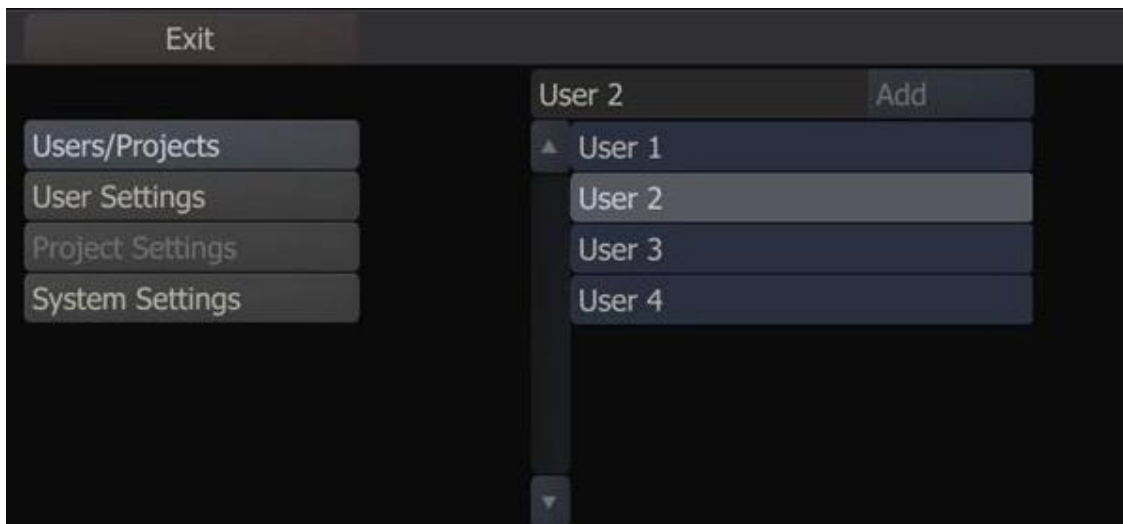 Exit
User 2
Add
Users/Projects
User Settings
Project Settings
System Settings
User 1
User 2
User 3
User 4